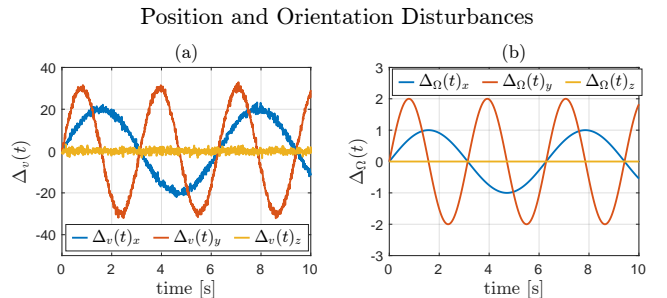 Position and Orientation Disturbances
(a)
(b)
40
20
0
-20
-40
Δ_v(t)
Δ_v(t)_x Δ_v(t)_y Δ_v(t)_z
0 2 4 6 8 10
time [s]
3
2
1
0
-1
-2
-3
Δ_Ω(t)
Δ_Ω(t)_x Δ_Ω(t)_y Δ_Ω(t)_z
0 2 4 6 8 10
time [s]